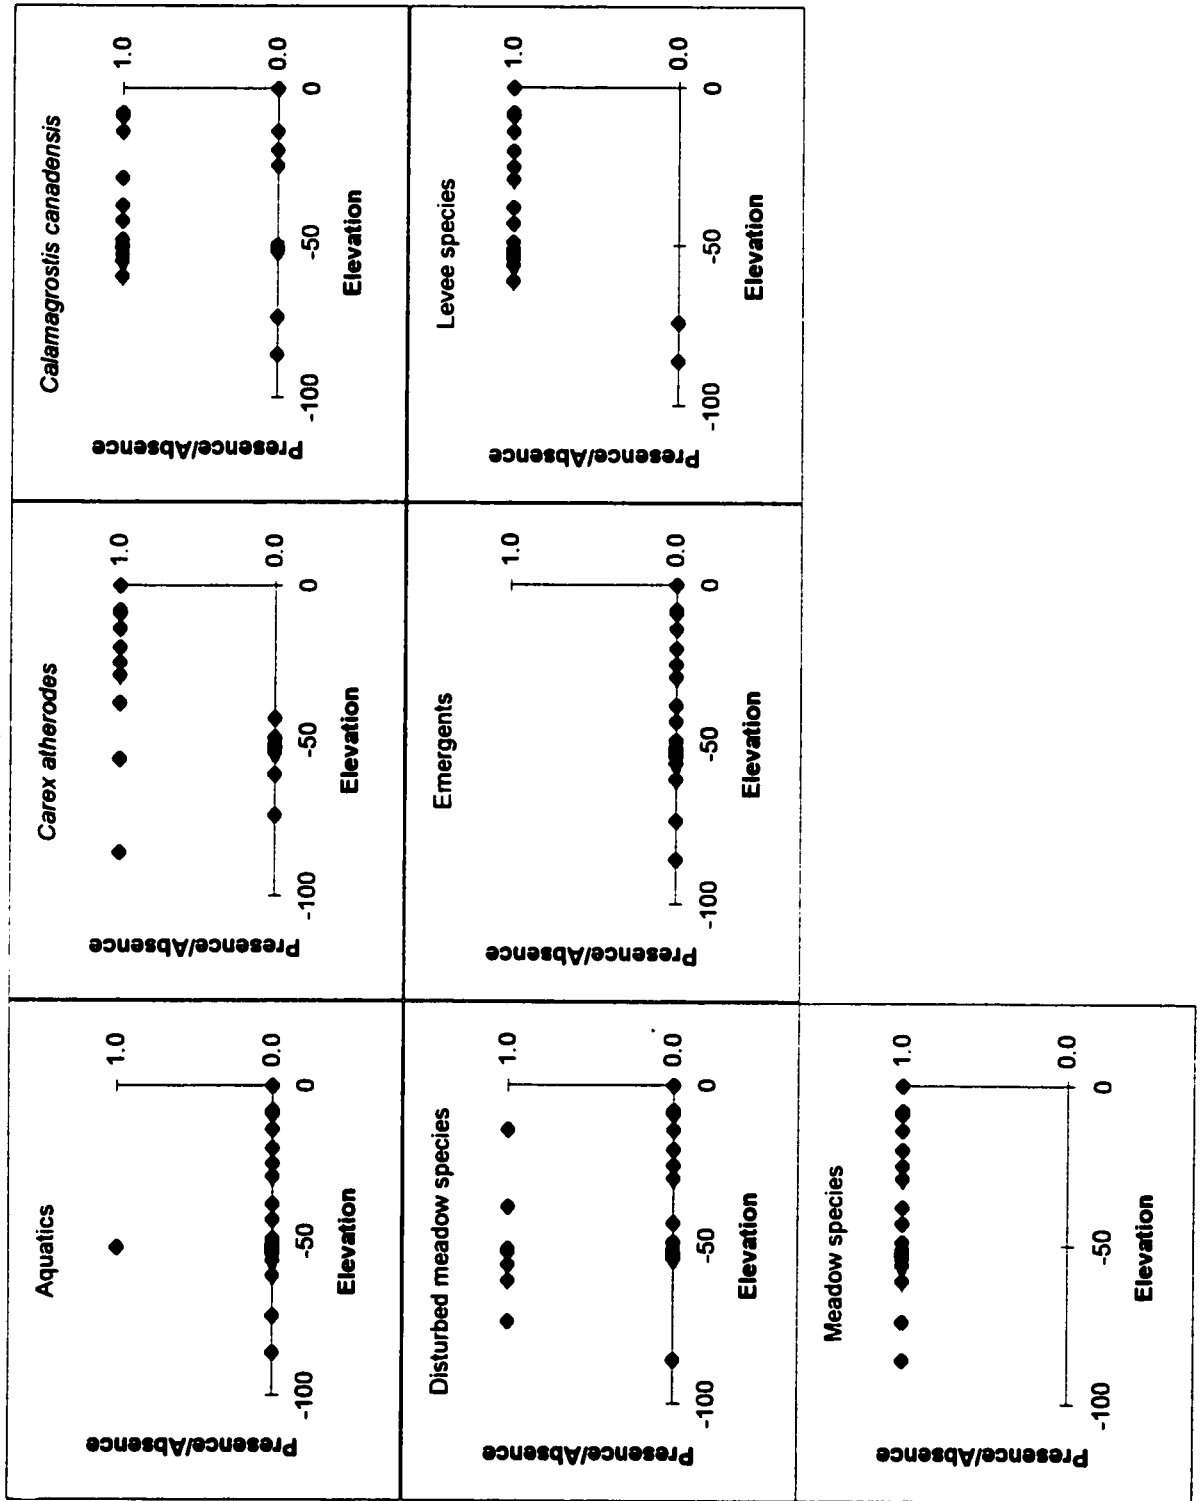 Aquatics
Presence/Absence
1.0
0.0
-100
-50
0
Elevation
Carex atherodes
Presence/Absence
1.0
0.0
-100
-50
0
Elevation
Calamagrostis canadensis
Presence/Absence
1.0
0.0
-100
-50
0
Elevation
Disturbed meadow species
Presence/Absence
1.0
0.0
-100
-50
0
Elevation
Emergents
Presence/Absence
1.0
0.0
-100
-50
0
Elevation
Levee species
Presence/Absence
1.0
0.0
-100
-50
0
Elevation
Meadow species
Presence/Absence
1.0
0.0
-100
-50
0
Elevation